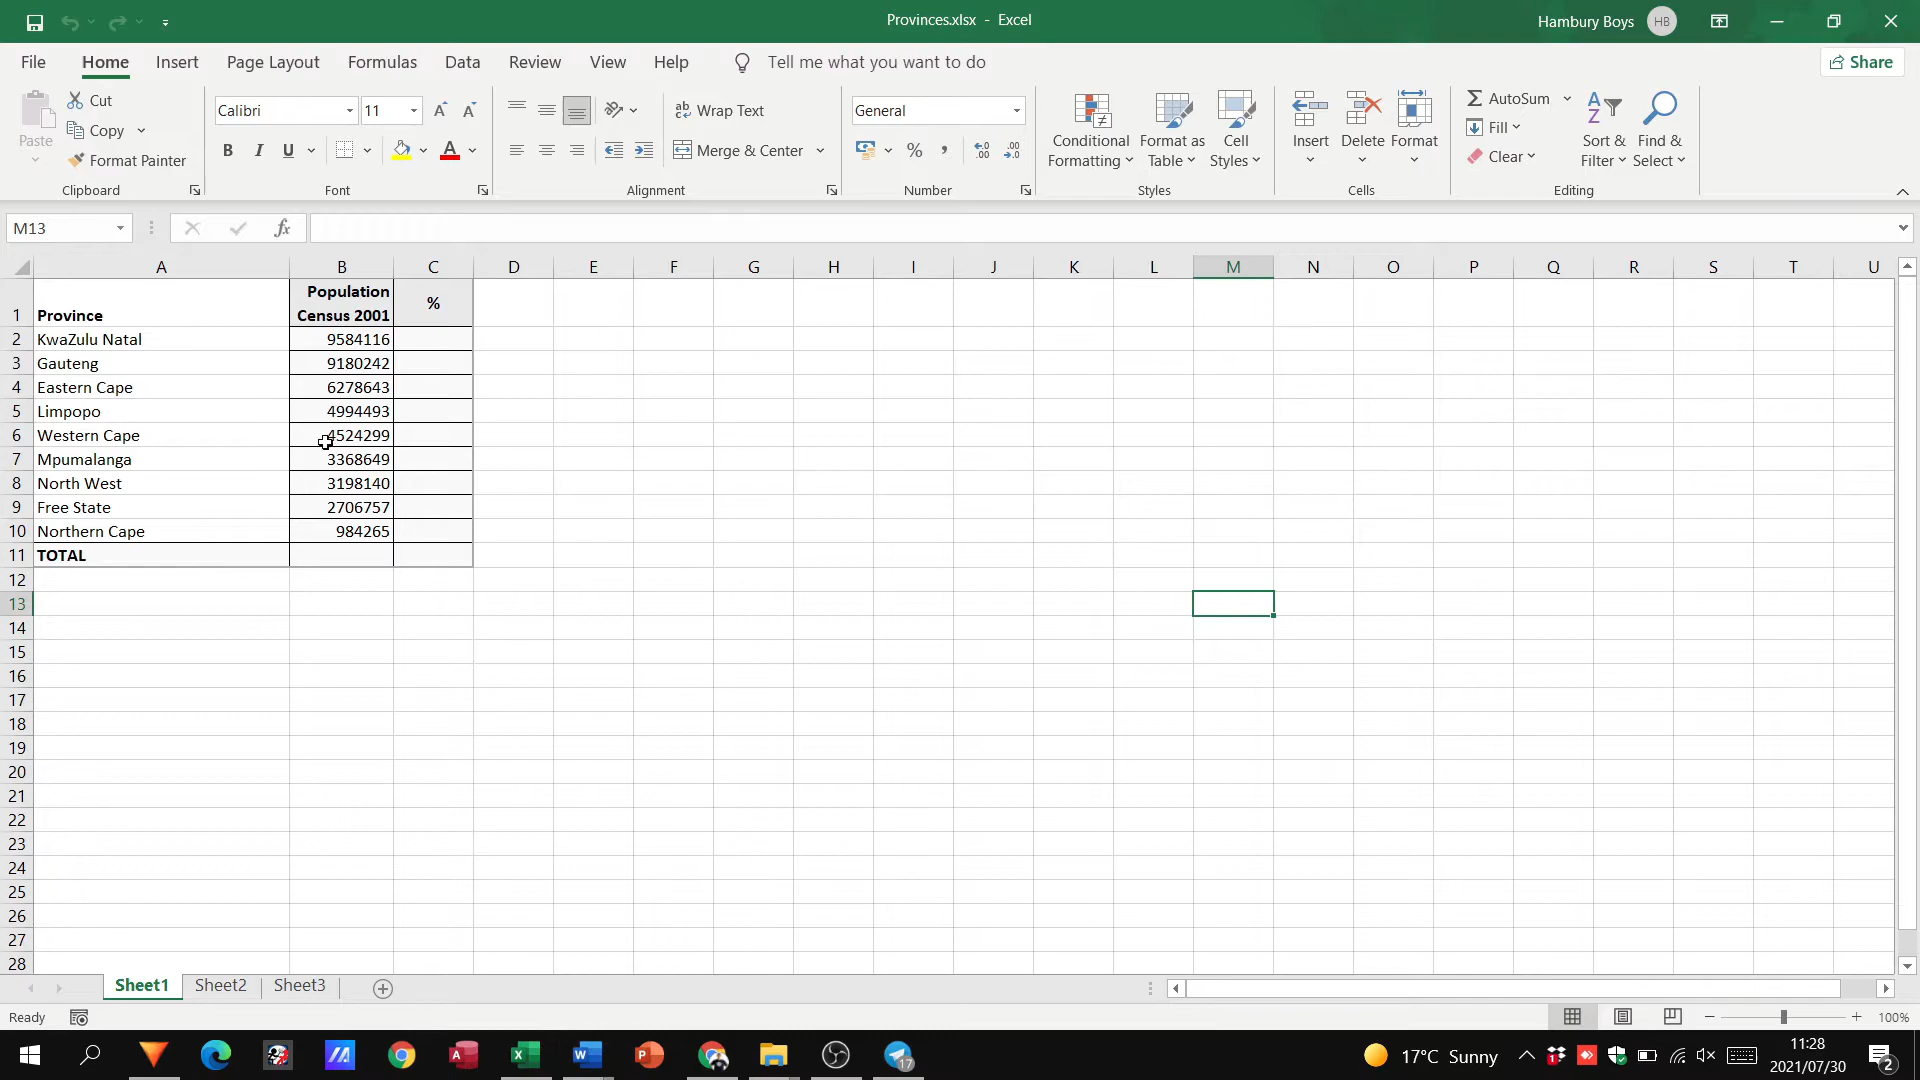 Provinces.xlsx - Excel
Hambury Boys HB
File Home Insert Page Layout Formulas Data Review View Help Tell me what you want to do Share
Paste
Cut
Copy
Format Painter
Clipboard
Calibri 11 A A
B I U A
Font
ab Wrap Text
Merge & Center
Alignment
General
% , .00 .00
Number
Conditional Formatting
Format as Table
Cell Styles
Styles
Insert Delete Format
Cells
AutoSum
Fill
Clear
Sort & Filter
Find & Select
Editing
M13 fx
A B C D E F G H I J K L M N O P Q R S T U
1 Province Population Census 2001 %
2 KwaZulu Natal 9584116
3 Gauteng 9180242
4 Eastern Cape 6278643
5 Limpopo 4994493
6 Western Cape 4524299
7 Mpumalanga 3368649
8 North West 3198140
9 Free State 2706757
10 Northern Cape 984265
11 TOTAL
12
13
14
15
16
17
18
19
20
21
22
23
24
25
26
27
28
Sheet1 Sheet2 Sheet3
Ready 100%
17 17°C Sunny 11:28
2021/07/30 2